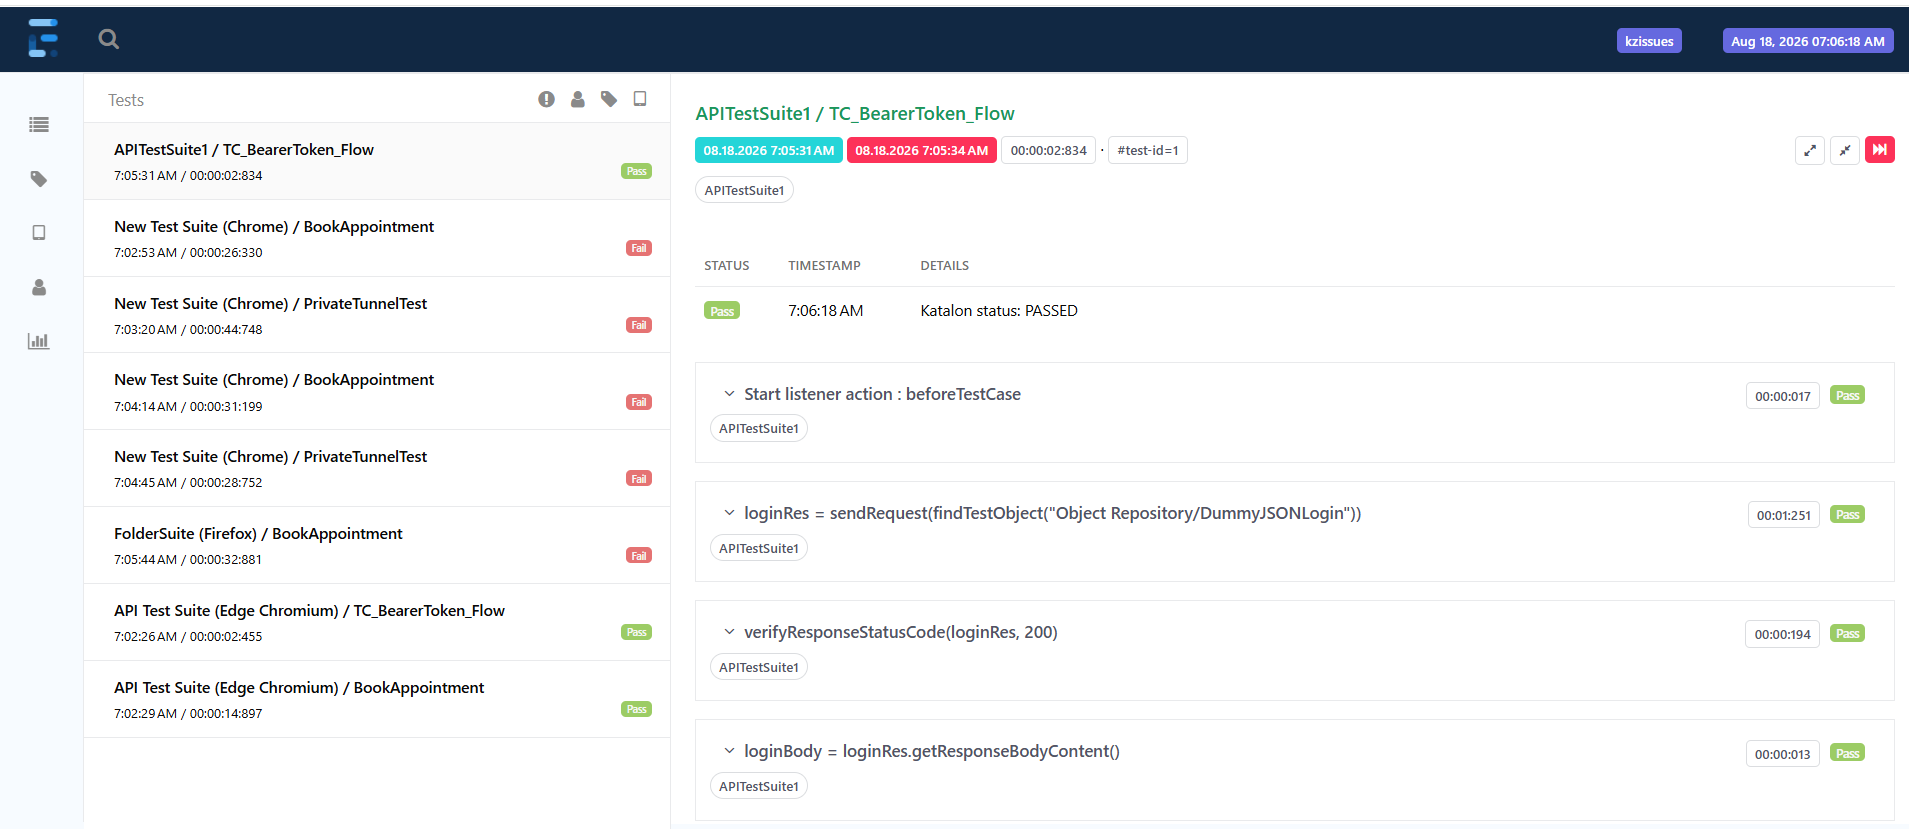 kzissues
Aug 18, 2026 07:06:18 AM
Tests
APITestSuite1 / TC_BearerToken_Flow
7:05:31 AM / 00:00:02:834
Pass
New Test Suite (Chrome) / BookAppointment
7:02:53 AM / 00:00:26:330
Fail
New Test Suite (Chrome) / PrivateTunnelTest
7:03:20 AM / 00:00:44:748
Fail
New Test Suite (Chrome) / BookAppointment
7:04:14 AM / 00:00:31:199
Fail
New Test Suite (Chrome) / PrivateTunnelTest
7:04:45 AM / 00:00:28:752
Fail
FolderSuite (Firefox) / BookAppointment
7:05:44 AM / 00:00:32:881
Fail
API Test Suite (Edge Chromium) / TC_BearerToken_Flow
7:02:26 AM / 00:00:02:455
Pass
API Test Suite (Edge Chromium) / BookAppointment
7:02:29 AM / 00:00:14:897
Pass
APITestSuite1 / TC_BearerToken_Flow
08.18.2026 7:05:31 AM 08.18.2026 7:05:34 AM 00:00:02:834 · #test-id=1
APITestSuite1
STATUS TIMESTAMP DETAILS
Pass 7:06:18 AM Katalon status: PASSED
Start listener action : beforeTestCase 00:00:017 Pass
APITestSuite1
loginRes = sendRequest(findTestObject("Object Repository/DummyJSONLogin")) 00:01:251 Pass
APITestSuite1
verifyResponseStatusCode(loginRes, 200) 00:00:194 Pass
APITestSuite1
loginBody = loginRes.getResponseBodyContent() 00:00:013 Pass
APITestSuite1